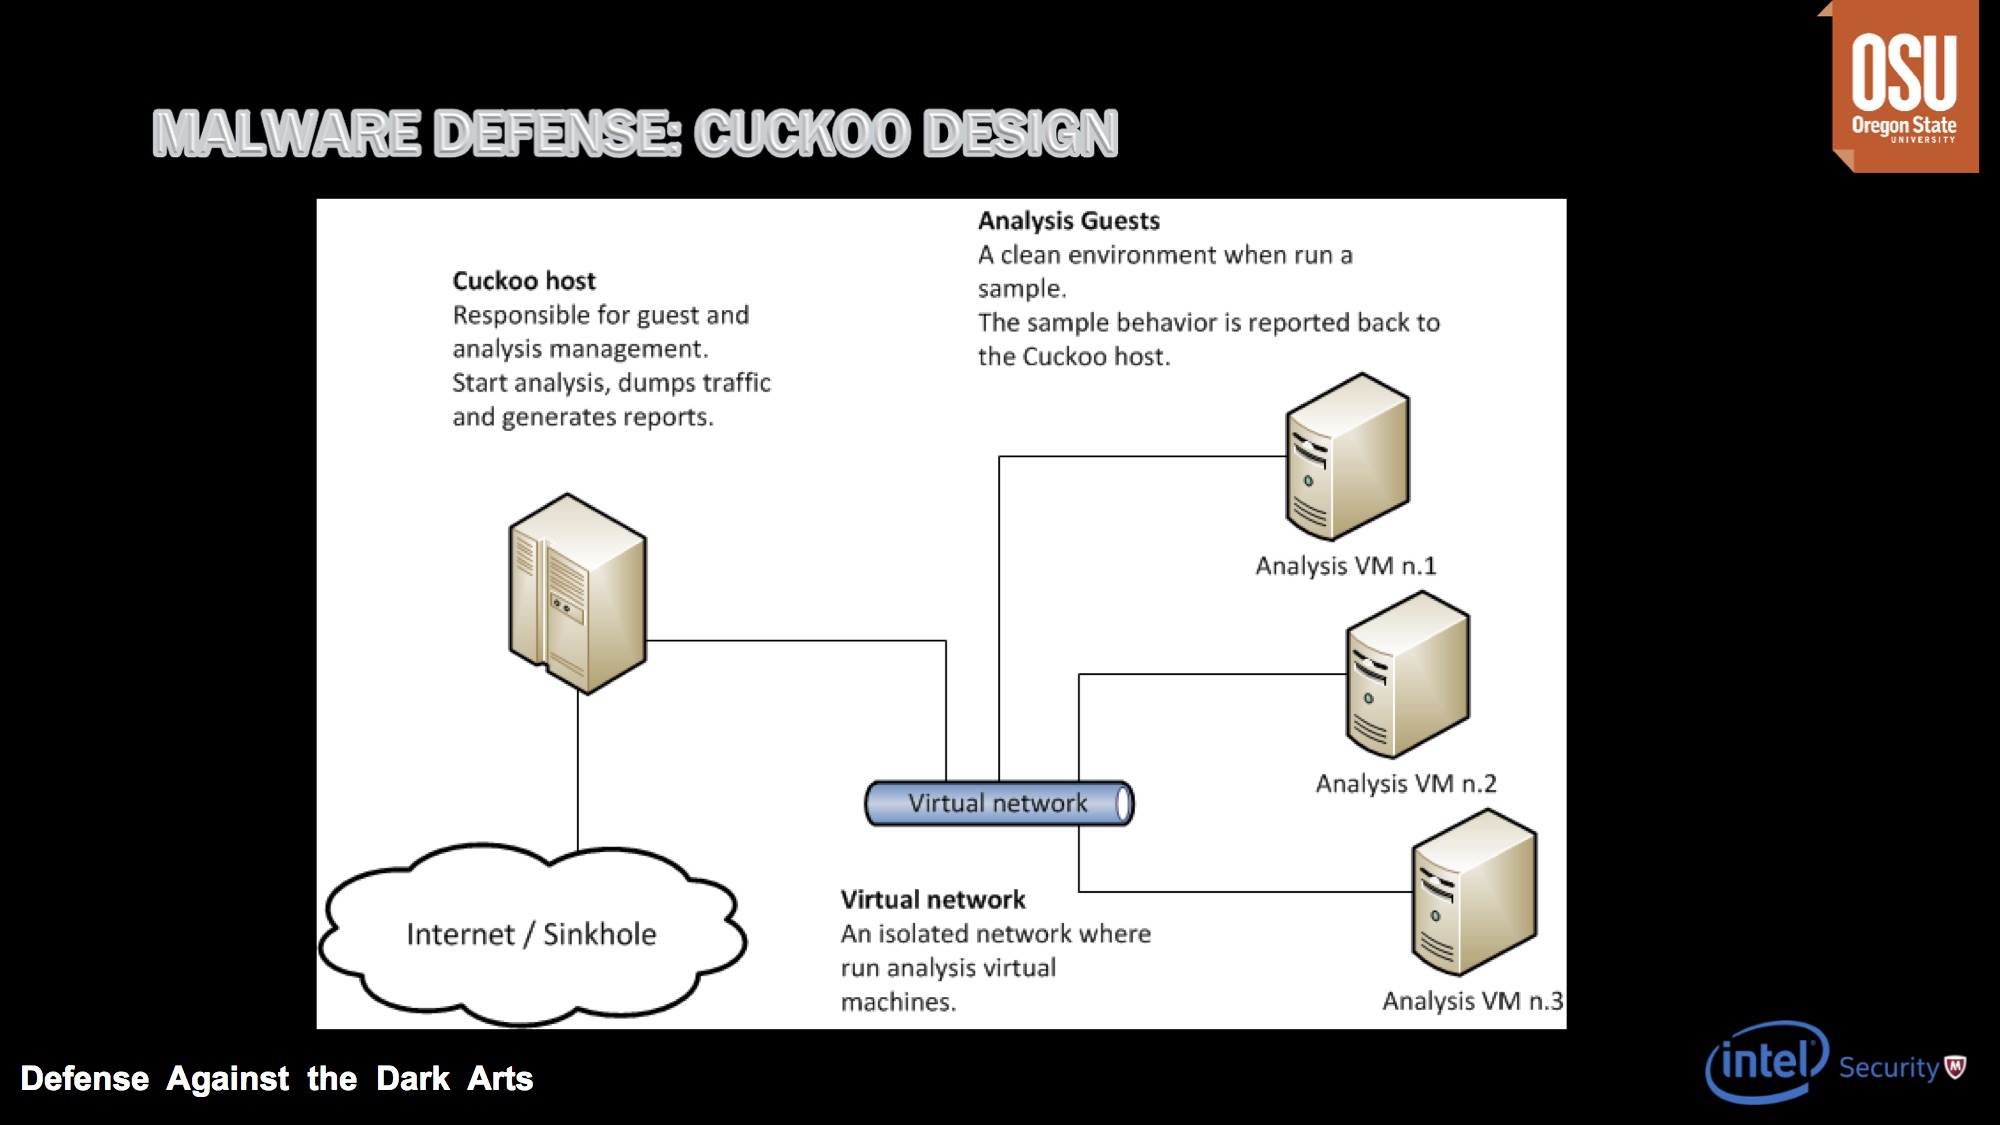 OSU
Oregon State
UNIVERSITY
MALWARE DEFENSE: CUCKOO DESIGN
Cuckoo host
Responsible for guest and
analysis management.
Start analysis, dumps traffic
and generates reports.
Analysis Guests
A clean environment when run a
sample.
The sample behavior is reported back to
the Cuckoo host.
Analysis VM n.1
Analysis VM n.2
Virtual network
Analysis VM n.3
Internet / Sinkhole
Virtual network
An isolated network where
run analysis virtual
machines.
Defense Against the Dark Arts
intel Security